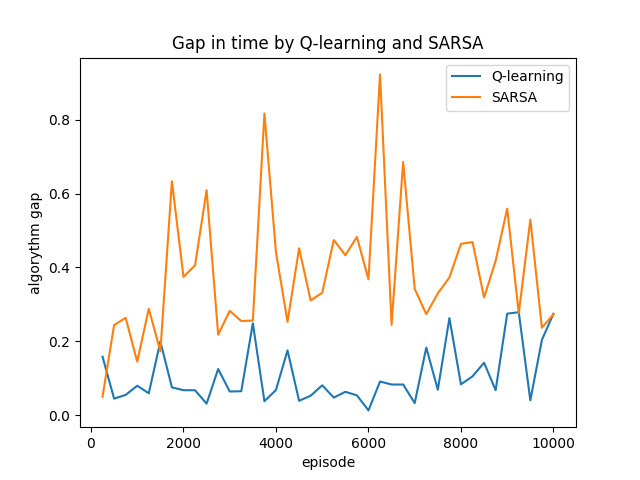 Gap in time by Q-learning and SARSA
Q-learning
SARSA
algorythm gap
0.8
0.6
0.4
0.2
0.0
0
2000
4000
6000
8000
10000
episode